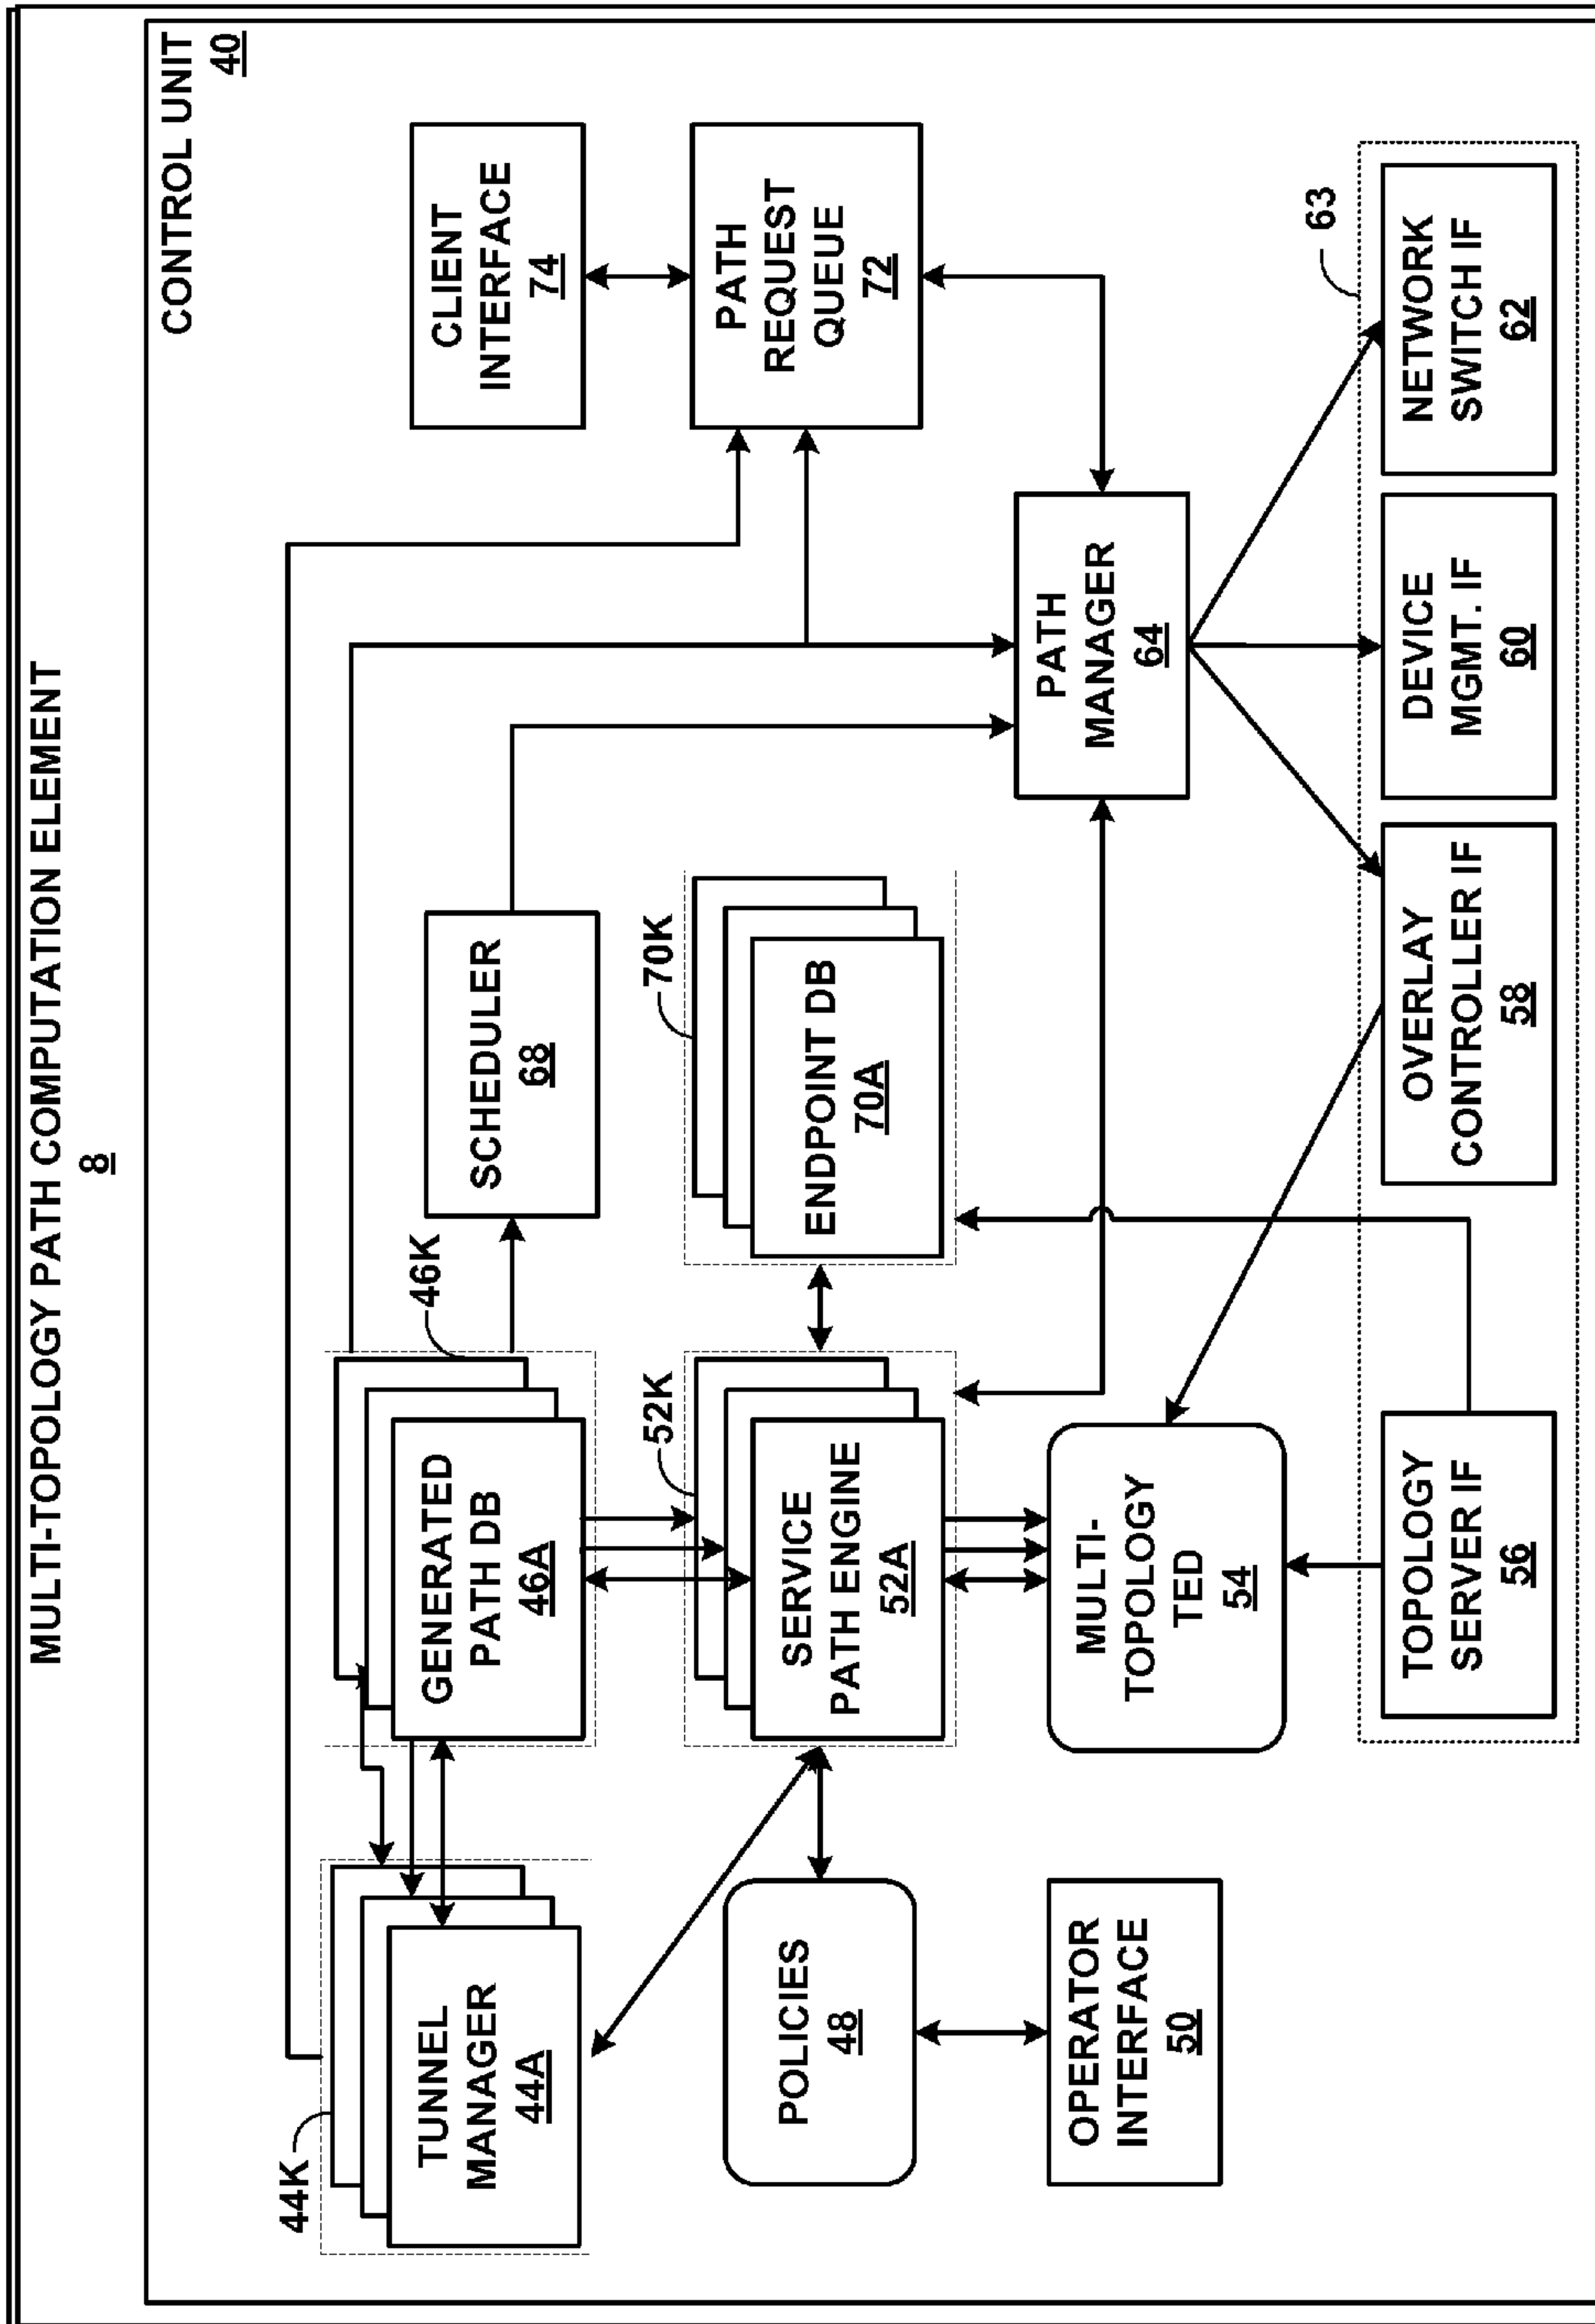 MULTI-TOPOLOGY PATH COMPUTATION ELEMENT
8
CONTROL UNIT
40
44K
TUNNEL
MANAGER
44A
46K
GENERATED
PATH DB
46A
SCHEDULER
68
CLIENT
INTERFACE
74
POLICIES
48
52K
SERVICE
PATH ENGINE
52A
70K
ENDPOINT DB
70A
PATH
REQUEST
QUEUE
72
OPERATOR
INTERFACE
50
MULTI-
TOPOLOGY
TED
54
PATH
MANAGER
64
63
TOPOLOGY
SERVER IF
56
OVERLAY
CONTROLLER IF
58
DEVICE
MGMT. IF
60
NETWORK
SWITCH IF
62